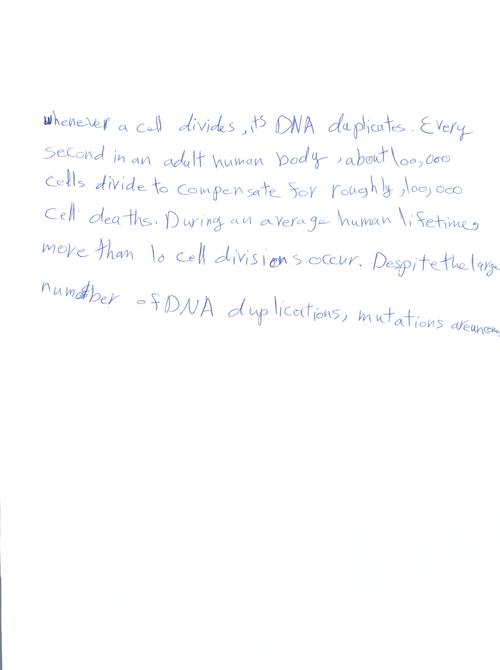 whenever a cell divides, its DNA duplicates. Every
second in an adult human body, about 100,000
cells divide to compensate for roughly, 100,000
cell deaths. During an average human lifetime,
more than 10 cell divisions occur. Despite the large
number of DNA duplications, mutations are